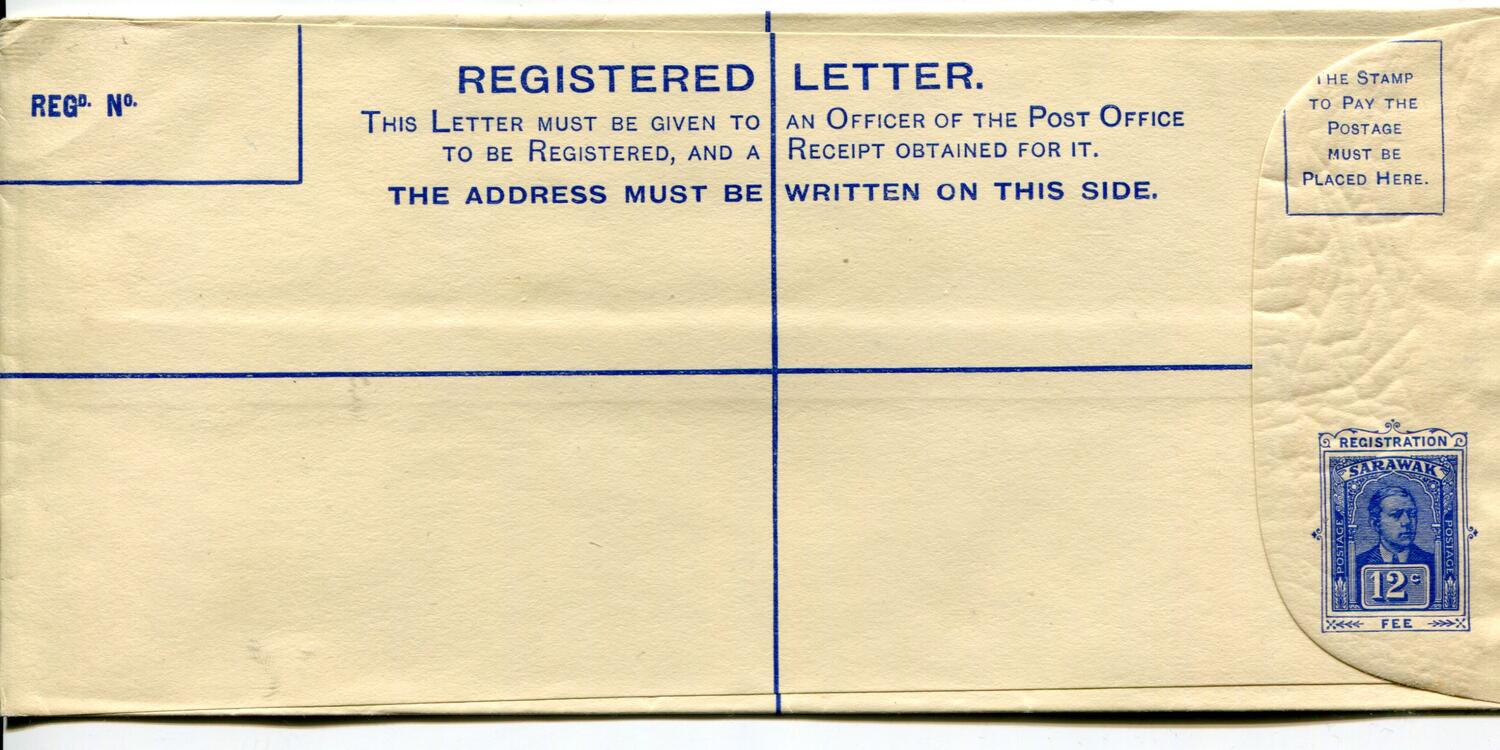 REGD. No.
REGISTERED LETTER.
THIS LETTER MUST BE GIVEN TO AN OFFICER OF THE POST OFFICE
TO BE REGISTERED, AND A RECEIPT OBTAINED FOR IT.
THE ADDRESS MUST BE WRITTEN ON THIS SIDE.
THE STAMP
TO PAY THE
POSTAGE
MUST BE
PLACED HERE.
REGISTRATION
SARAWAK
POSTAGE
POSTAGE
12c
FEE